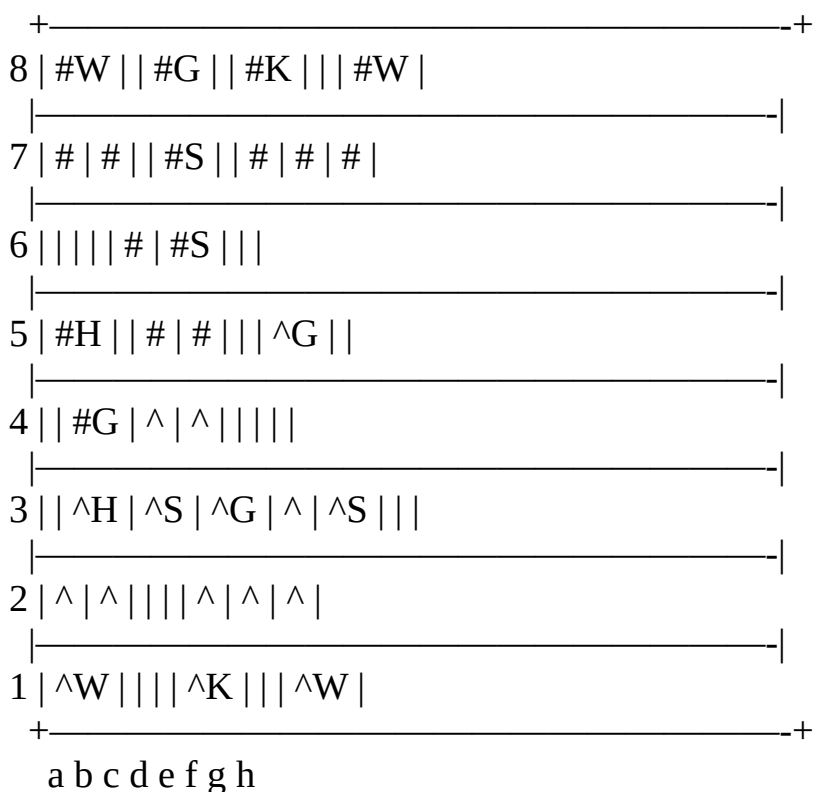 +———————————————————-+
8 | #W | | #G | | #K | | | #W |
|———————————————————-|
7 | # | # | | #S | | # | # | # |
|———————————————————-|
6 | | | | | # | #S | | |
|———————————————————-|
5 | #H | | # | # | | | ^G | |
|———————————————————-|
4 | | #G | ^ | ^ | | | | |
|———————————————————-|
3 | | ^H | ^S | ^G | ^ | ^S | | |
|———————————————————-|
2 | ^ | ^ | | | | ^ | ^ | ^ |
|———————————————————-|
1 | ^W | | | | ^K | | | ^W |
+———————————————————-+
a b c d e f g h